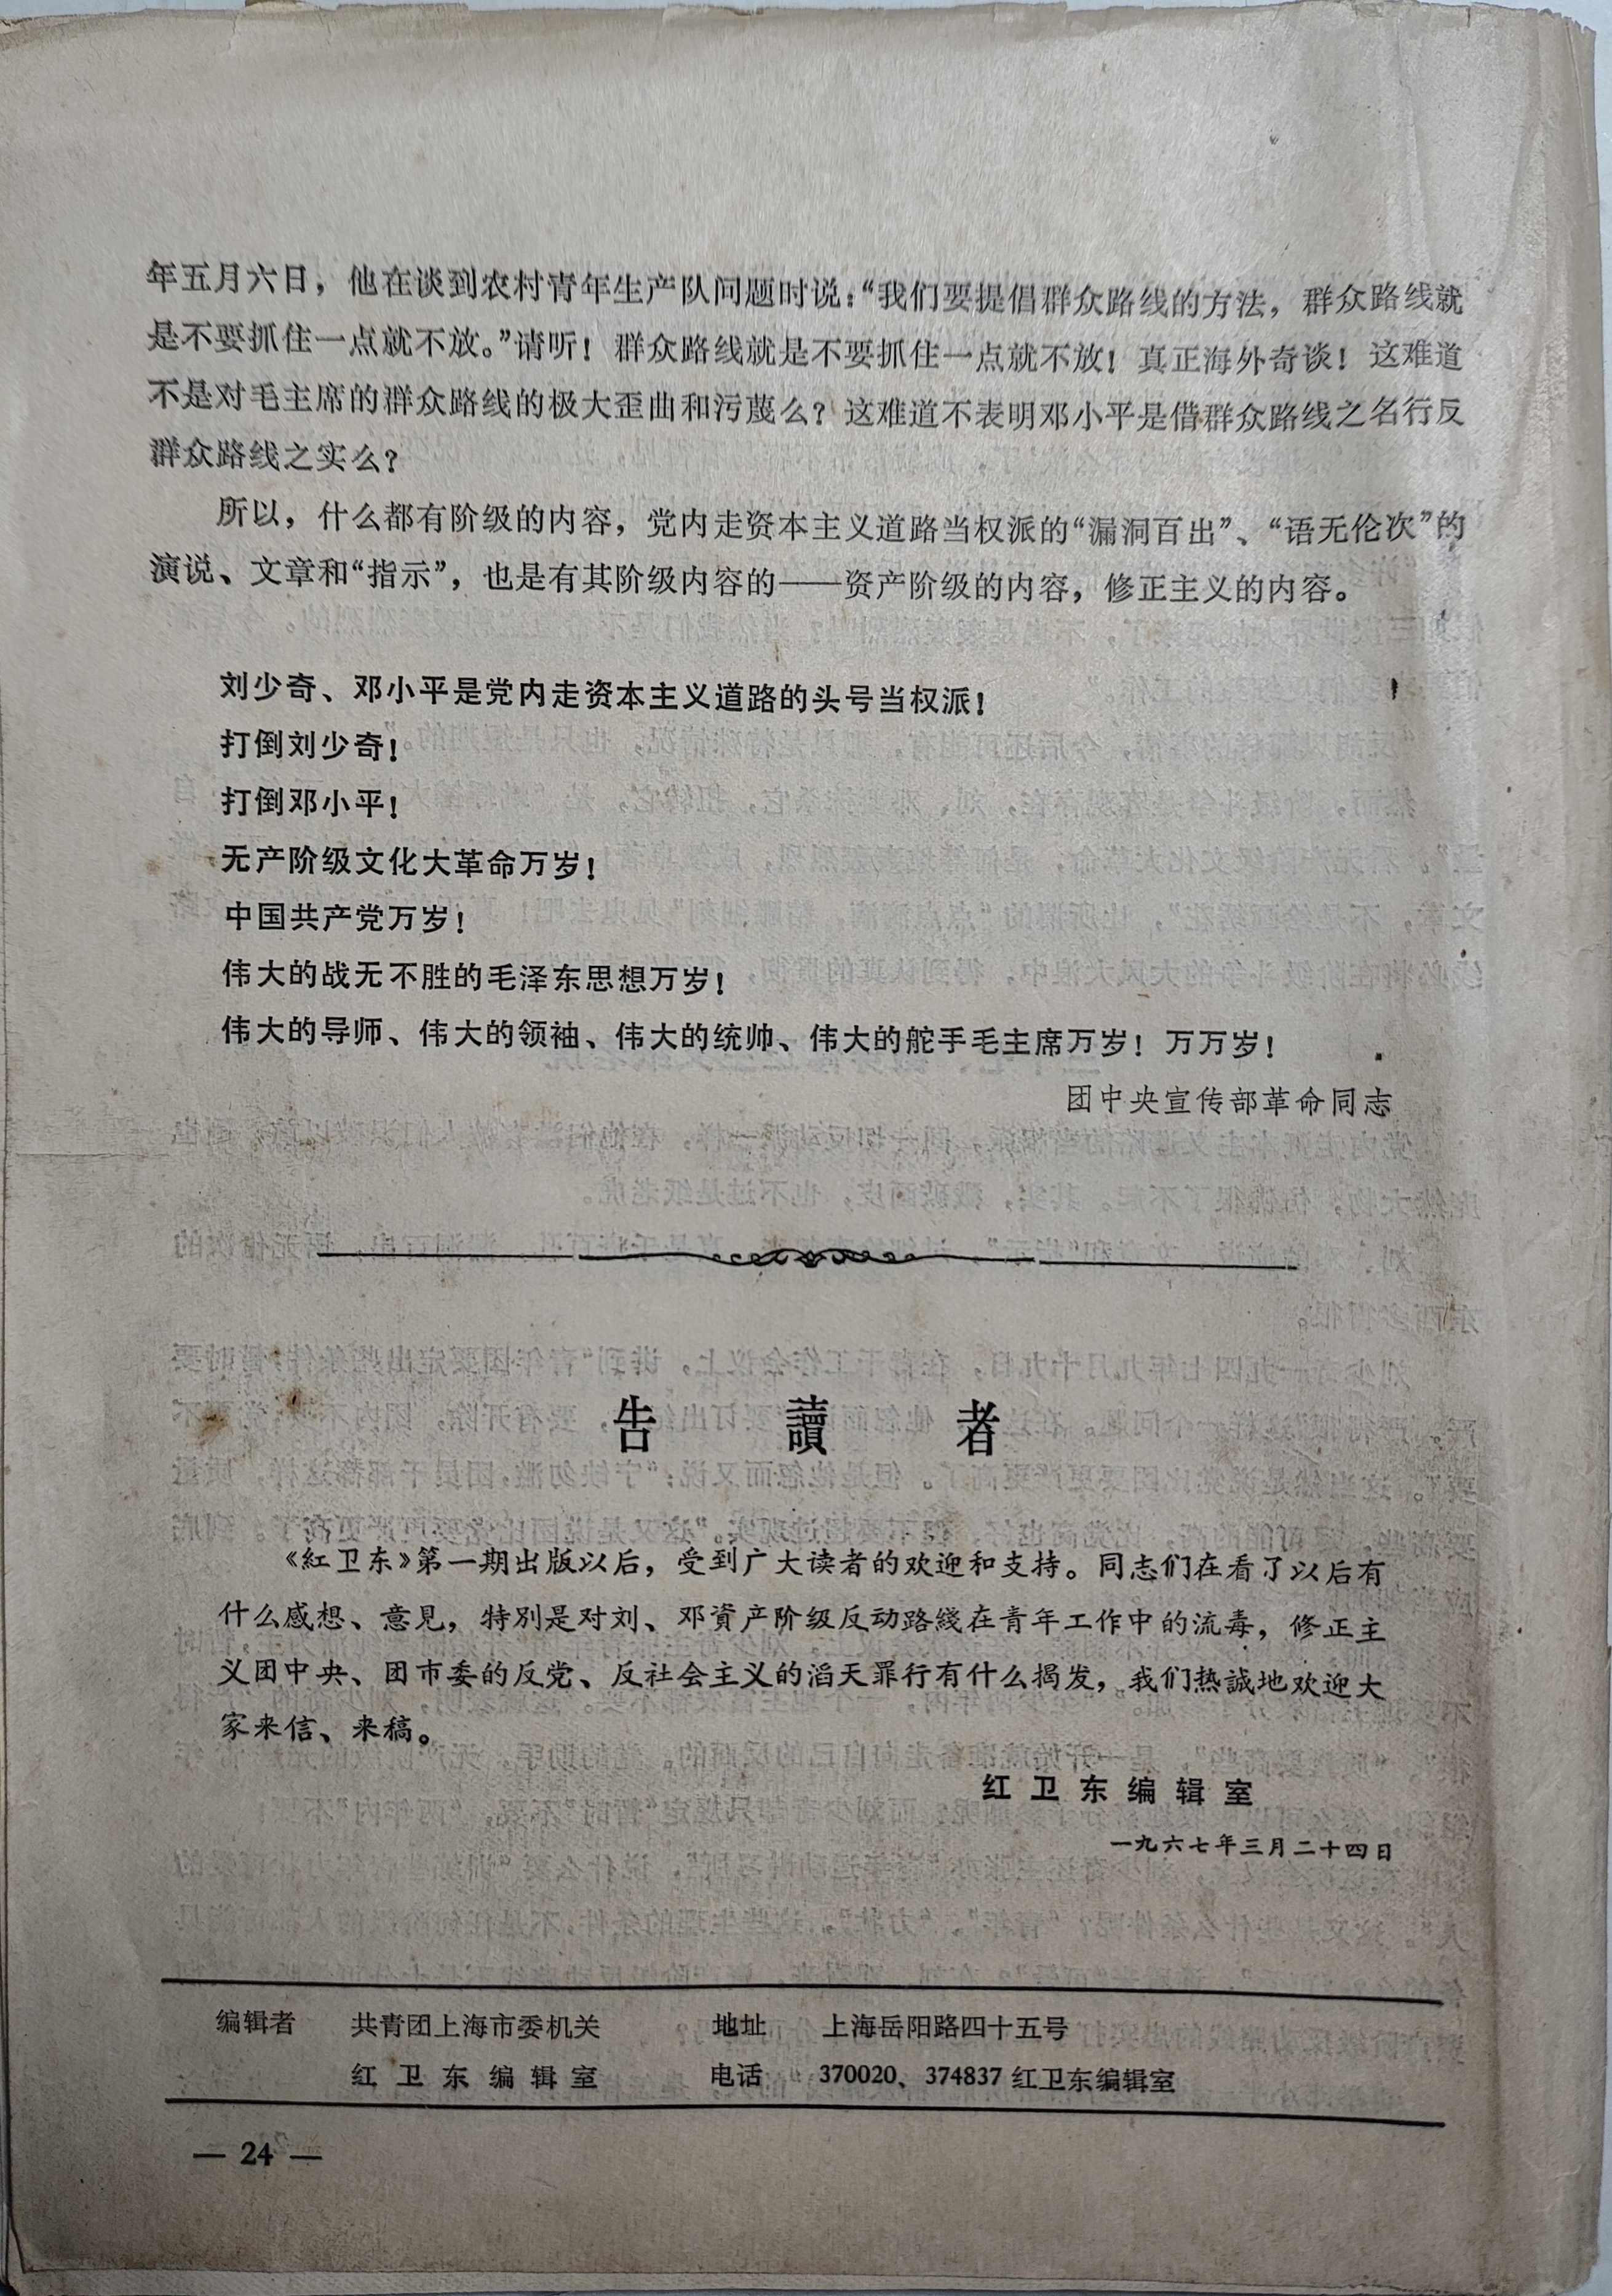 年五月六日，他在谈到农村青年生产队问题时说：“我们要提倡群众路线的方法，群众路线就
是不要抓住一点就不放。”请听！群众路线就是不要抓住一点就不放！真正海外奇谈！这难道
不是对毛主席的群众路线的极大歪曲和污蔑么？这难道不表明邓小平是借群众路线之名行反
群众路线之实么？
所以，什么都有阶级的内容，党内走资本主义道路当权派的“漏洞百出”、“语无伦次”的
演说、文章和“指示”，也是有其阶级内容的——资产阶级的内容，修正主义的内容。
刘少奇、邓小平是党内走资本主义道路的头号当权派！
打倒刘少奇！
打倒邓小平！
无产阶级文化大革命万岁！
中国共产党万岁！
伟大的战无不胜的毛泽东思想万岁！
伟大的导师、伟大的领袖、伟大的统帅、伟大的舵手毛主席万岁！万万岁！
团中央宣传部革命同志
告讀者
《紅卫东》第一期出版以后，受到广大读者的欢迎和支持。同志们在看了以后有
什么感想、意見，特別是对刘、邓資产阶级反动路綫在青年工作中的流毒，修正主
义团中央、团市委的反党、反社会主义的滔天罪行有什么揭发，我们热誠地欢迎大
家来信、来稿。
红卫东编辑室
一九六七年三月二十四日
编辑者 共青团上海市委机关 地址 上海岳阳路四十五号
红卫东编辑室 电话 370020、374837 红卫东编辑室
— 24 —